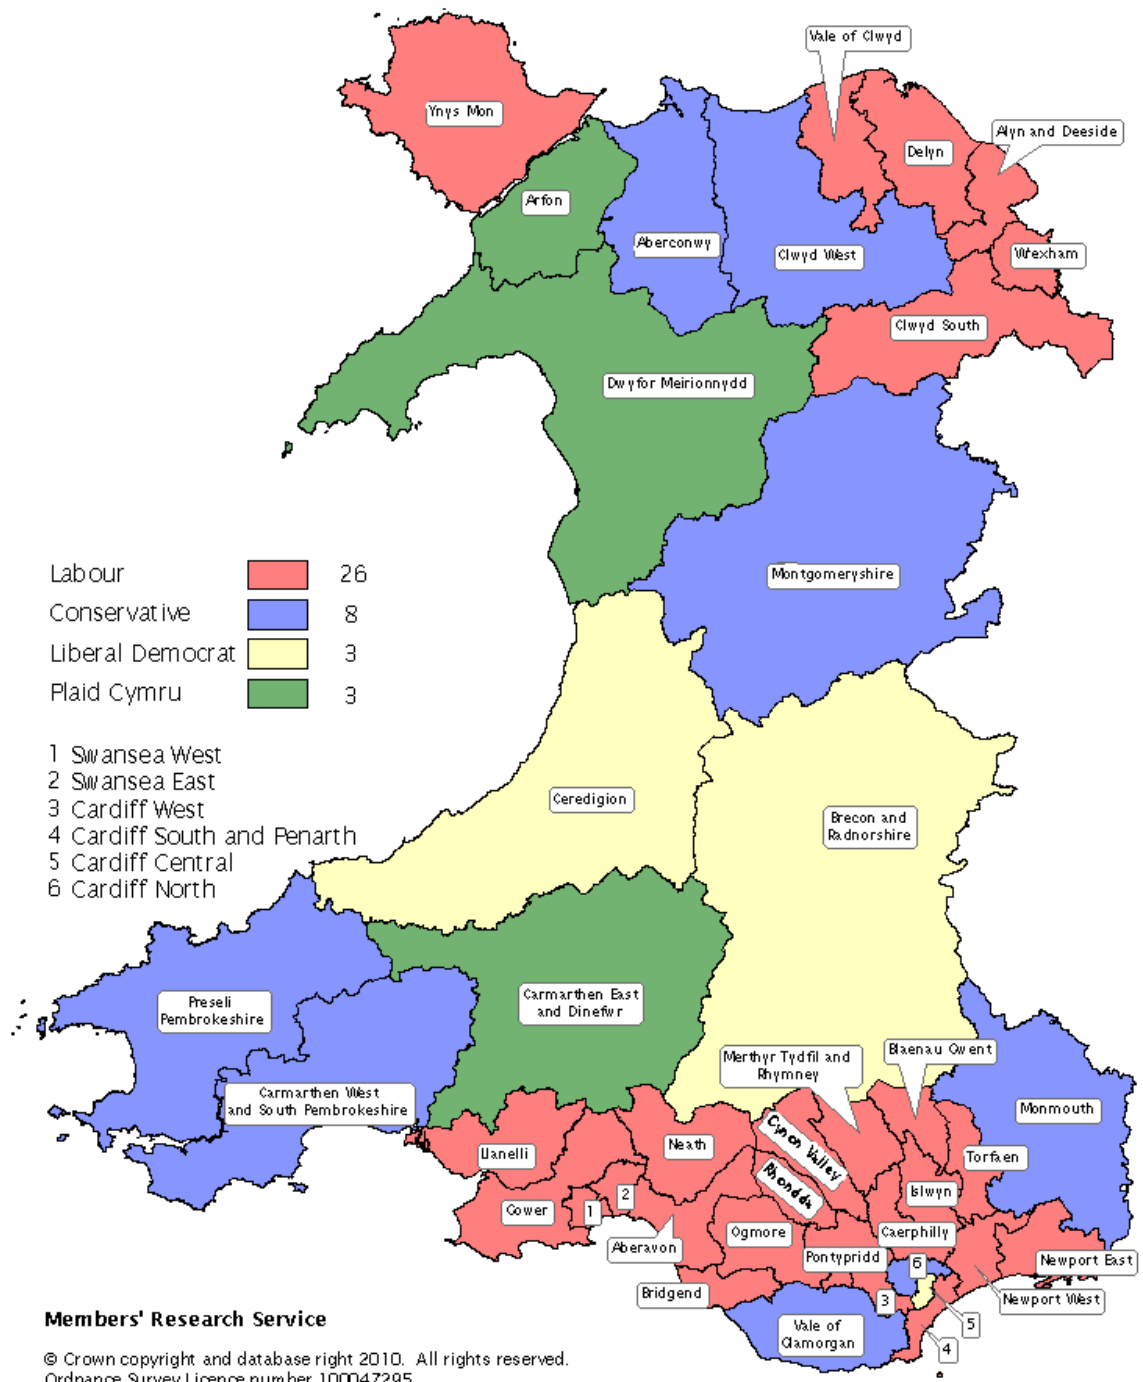 Vale of Clwyd
Ynys Mon
Alyn and Deeside
Delyn
Arfon
Aberconwy
Clwyd West
Wrexham
Clwyd South
Dwyfor Meirionnydd
Labour 26
Conservative 8
Liberal Democrat 3
Plaid Cymru 3
Montgomeryshire
1 Swansea West
2 Swansea East
3 Cardiff West
4 Cardiff South and Penarth
5 Cardiff Central
6 Cardiff North
Ceredigion
Brecon and
Radnorshire
Preseli
Pembrokeshire
Carmarthen East
and Dinefwr
Merthyr Tydfil and
Rhymney
Blaenau Gwent
Carmarthen West
and South Pembrokeshire
Monmouth
Llanelli
Neath
Cynon Valley
Rhondda
Torfaen
Islwyn
Gower
1
2
Aberavon
Ogmore
Caerphilly
Pontypridd
6
Newport East
Bridgend
3
Newport West
Vale of
Glamorgan
5
4
Members' Research Service
© Crown copyright and database right 2010. All rights reserved.
Ordnance Survey Licence number 100047295